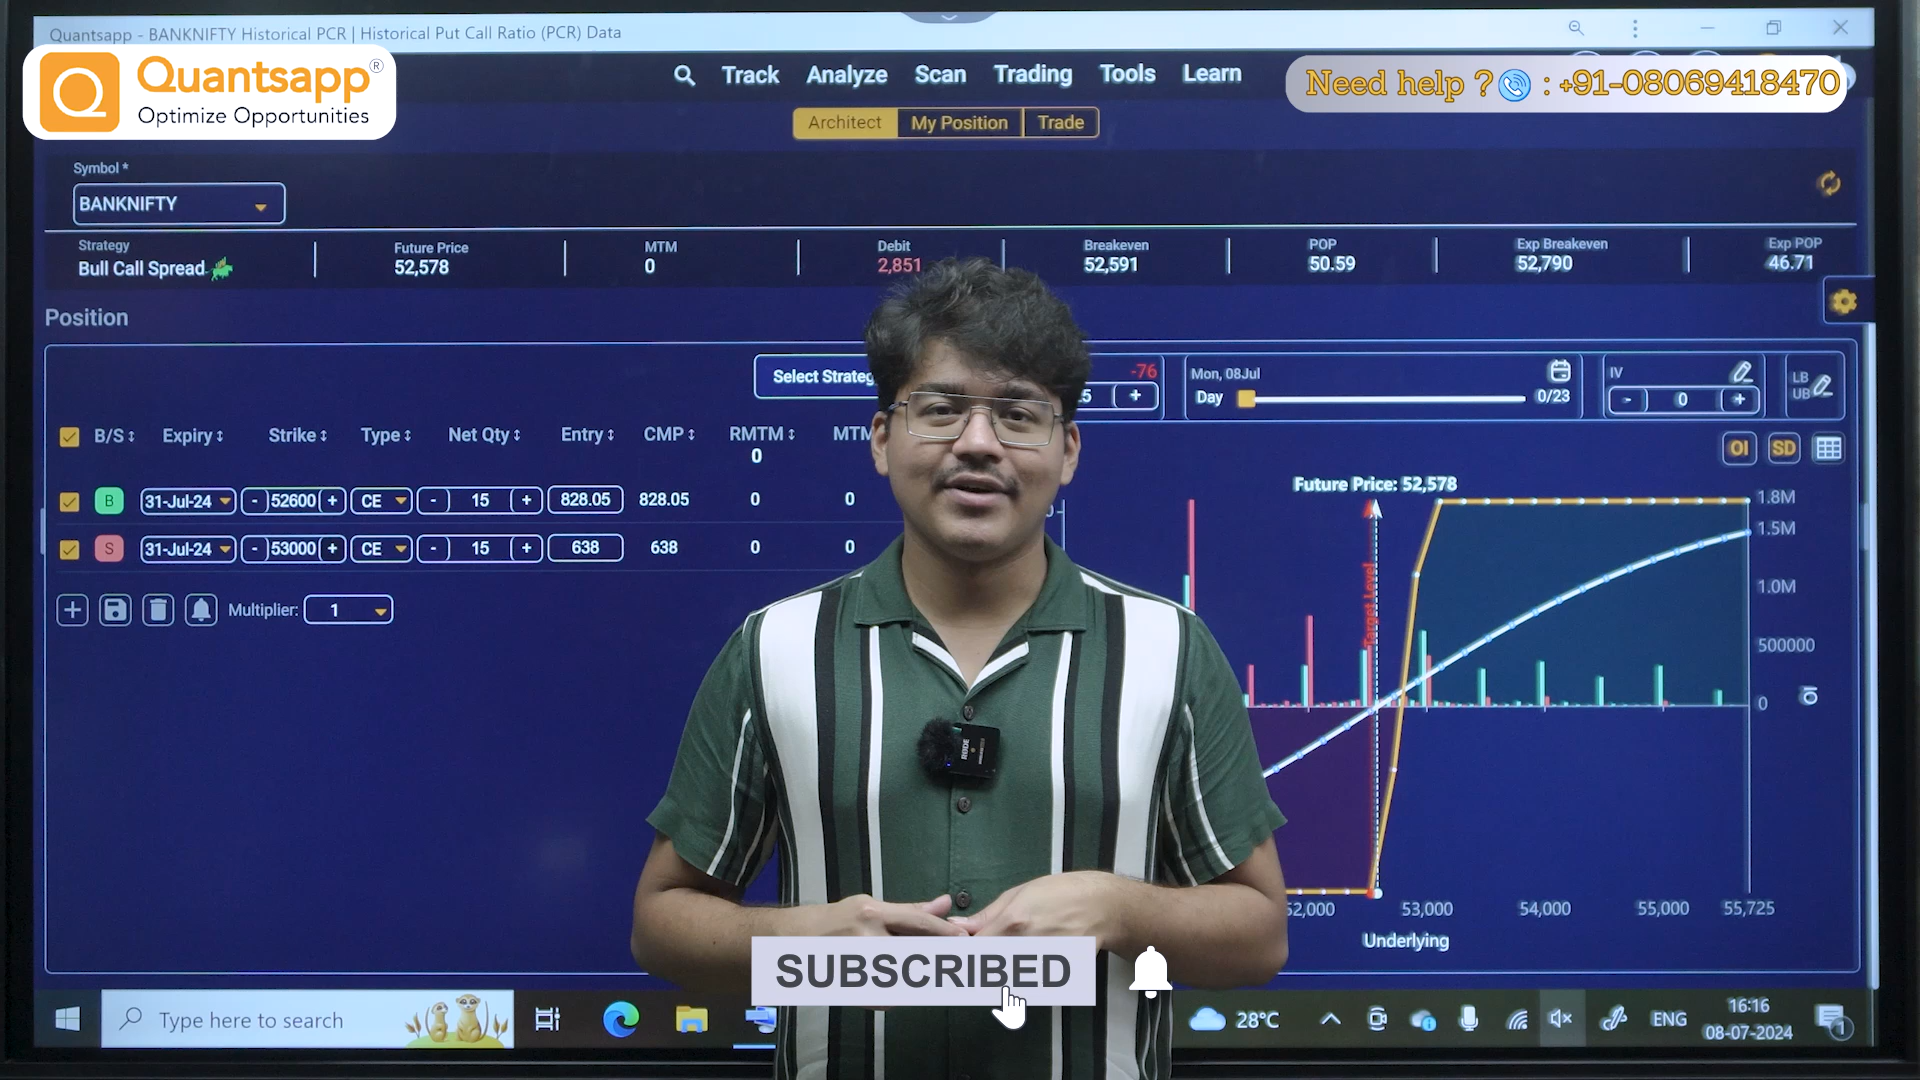 Quantsapp - BANKNIFTY Historical PCR | Historical Put Call Ratio (PCR) Data
Quantsapp®
Optimize Opportunities
Track Analyze Scan Trading Tools Learn
Need help ? : +91-08069418470
Architect My Position Trade
Symbol *
BANKNIFTY
Strategy Future Price MTM Debit Breakeven POP Exp Breakeven Exp POP
Bull Call Spread 52,578 0 2,851 52,591 50.59 52,790 46.71
Position
Select Strateg
-76
.5 +
Mon, 08Jul
Day 0/23
IV
- 0 +
LB
UB
B/S Expiry Strike Type Net Qty Entry CMP RMTM MTM
0
OI SD
B 31-Jul-24 - 52600 + CE - 15 + 828.05 828.05 0 0
S 31-Jul-24 - 53000 + CE - 15 + 638 638 0 0
Multiplier: 1
Future Price: 52,578
Target Level
1.8M
1.5M
1.0M
500000
0
OI
52,000 53,000 54,000 55,000 55,725
Underlying
RØDE
SUBSCRIBED
Type here to search
28°C
ENG
16:16
08-07-2024
1